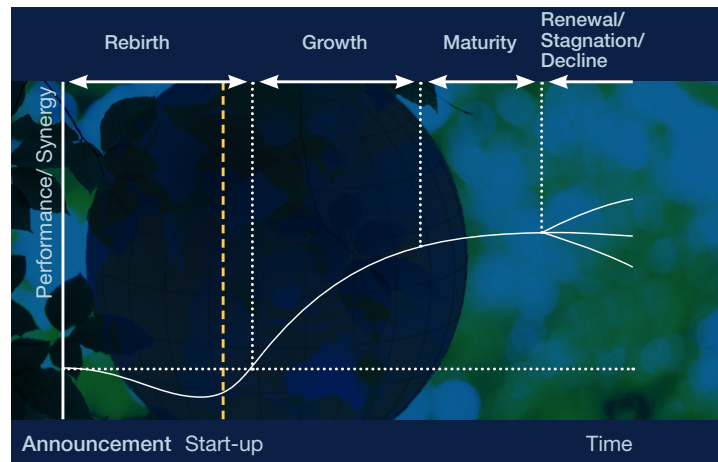 Rebirth
Growth
Maturity
Renewal/
Stagnation/
Decline
Performance/ Synergy
Announcement
Start-up
Time